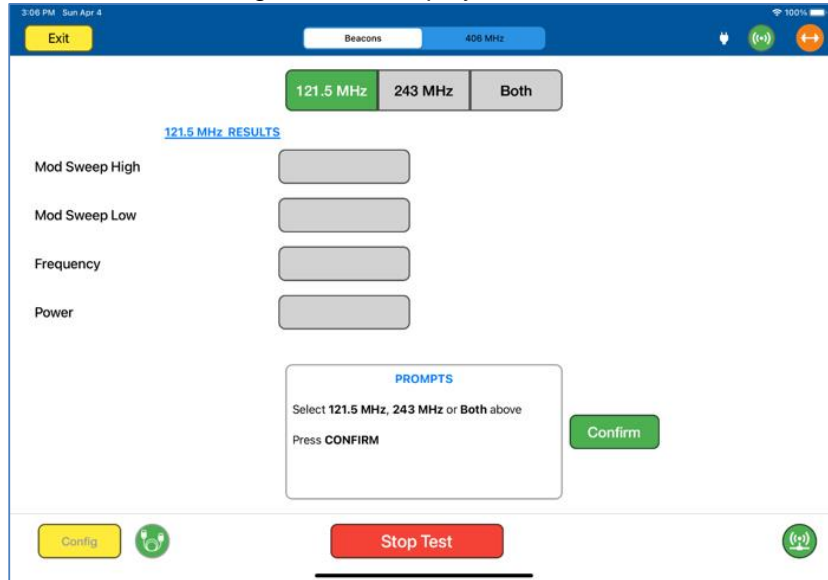 3:06 PM Sun Apr 4
100%
Exit
Beacons
406 MHz
121.5 MHz
243 MHz
Both
121.5 MHz RESULTS
Mod Sweep High
Mod Sweep Low
Frequency
Power
PROMPTS
Select 121.5 MHz, 243 MHz or Both above
Press CONFIRM
Confirm
Config
Stop Test